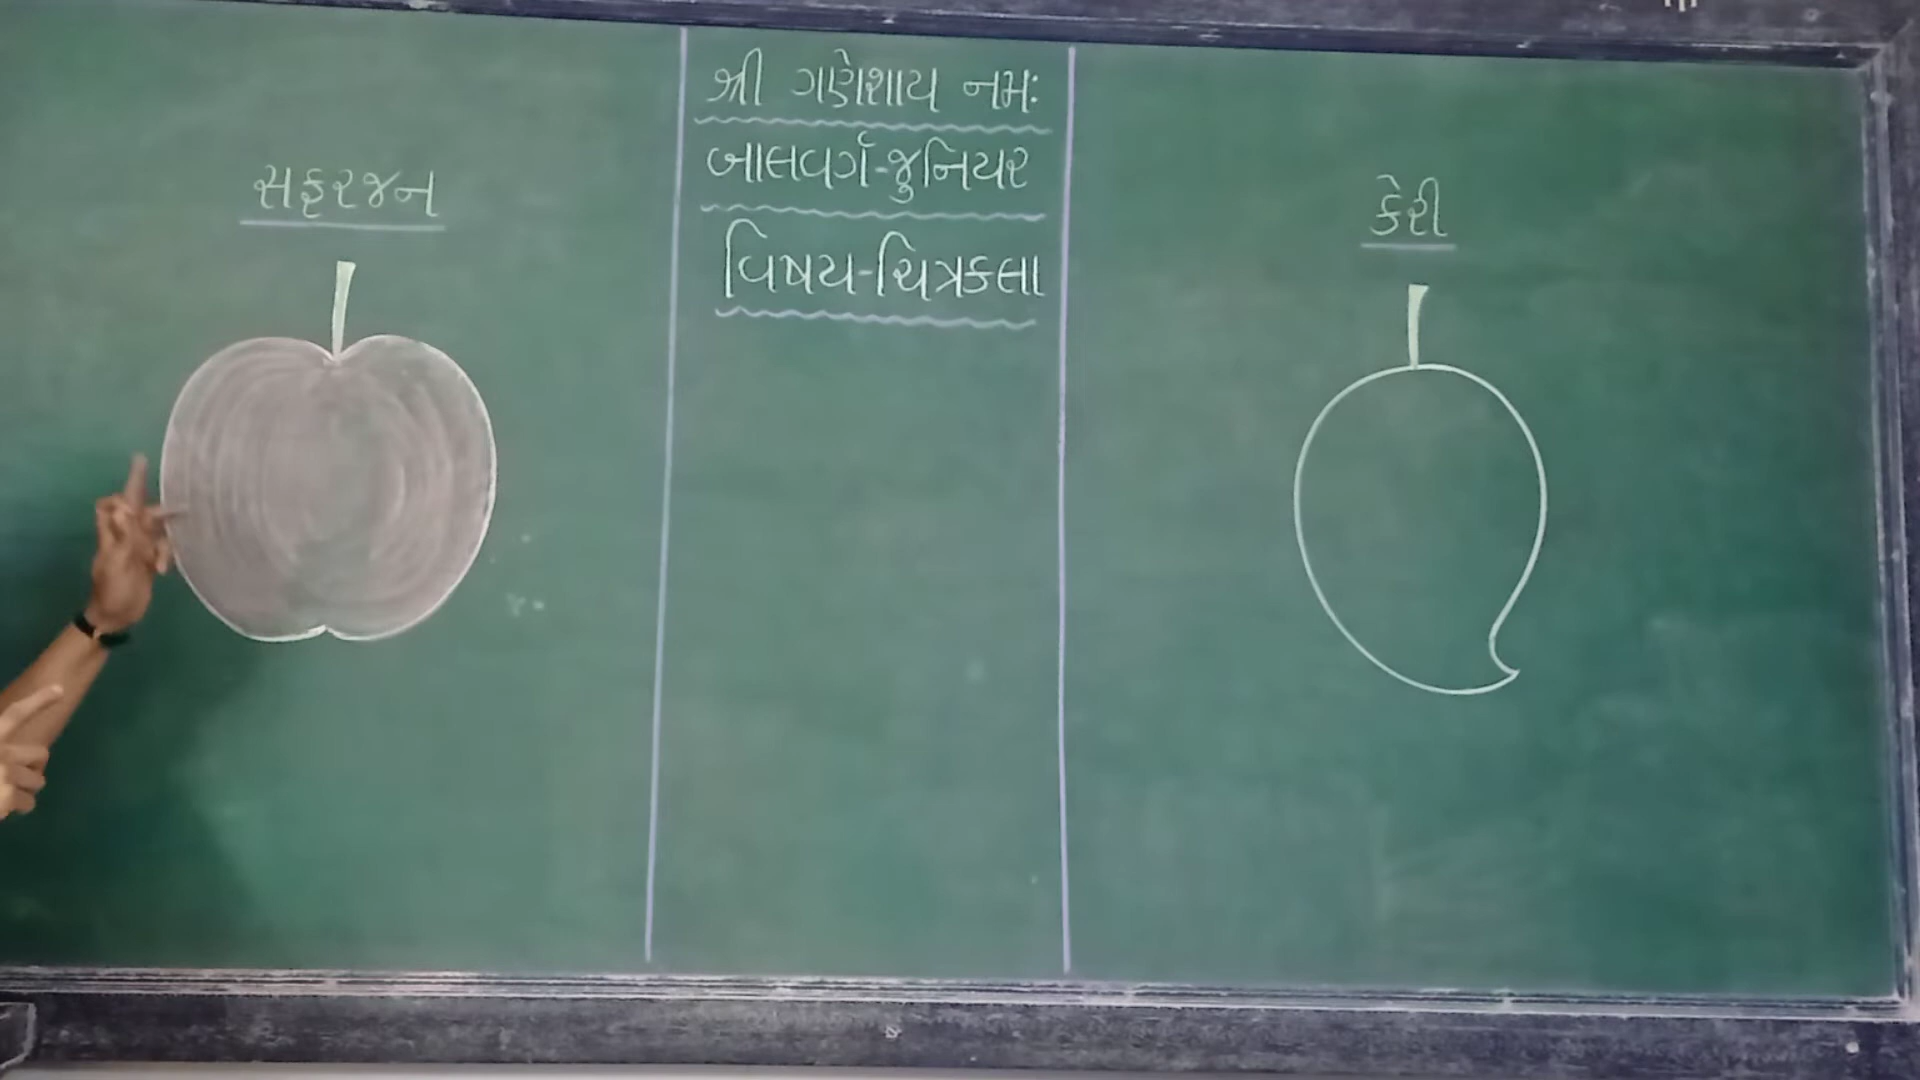 શ્રી ગણેશાય નમઃ
બાલવર્ગ-જુનિયર
વિષય-ચિત્રકલા
સફરજન
કેરી